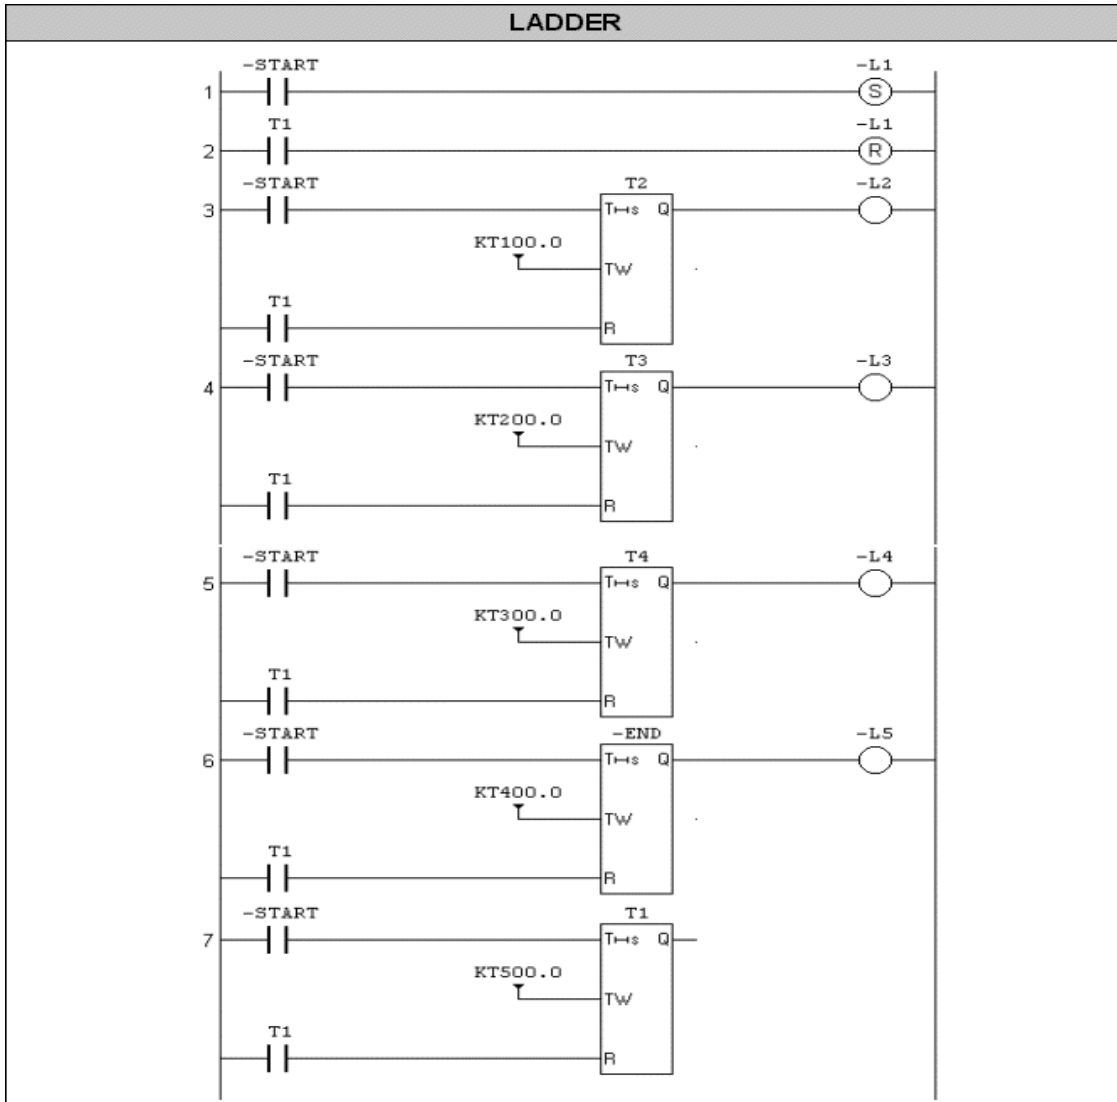 LADDER
-START -L1
1 S
T1 -L1
2 R
-START T2 -L2
3 T⊢⊣s Q
KT100.0
TW
T1
R
-START T3 -L3
4 T⊢⊣s Q
KT200.0
TW
T1
R
-START T4 -L4
5 T⊢⊣s Q
KT300.0
TW
T1
R
-START -END -L5
6 T⊢⊣s Q
KT400.0
TW
T1
R
-START T1
7 T⊢⊣s Q
KT500.0
TW
T1
R